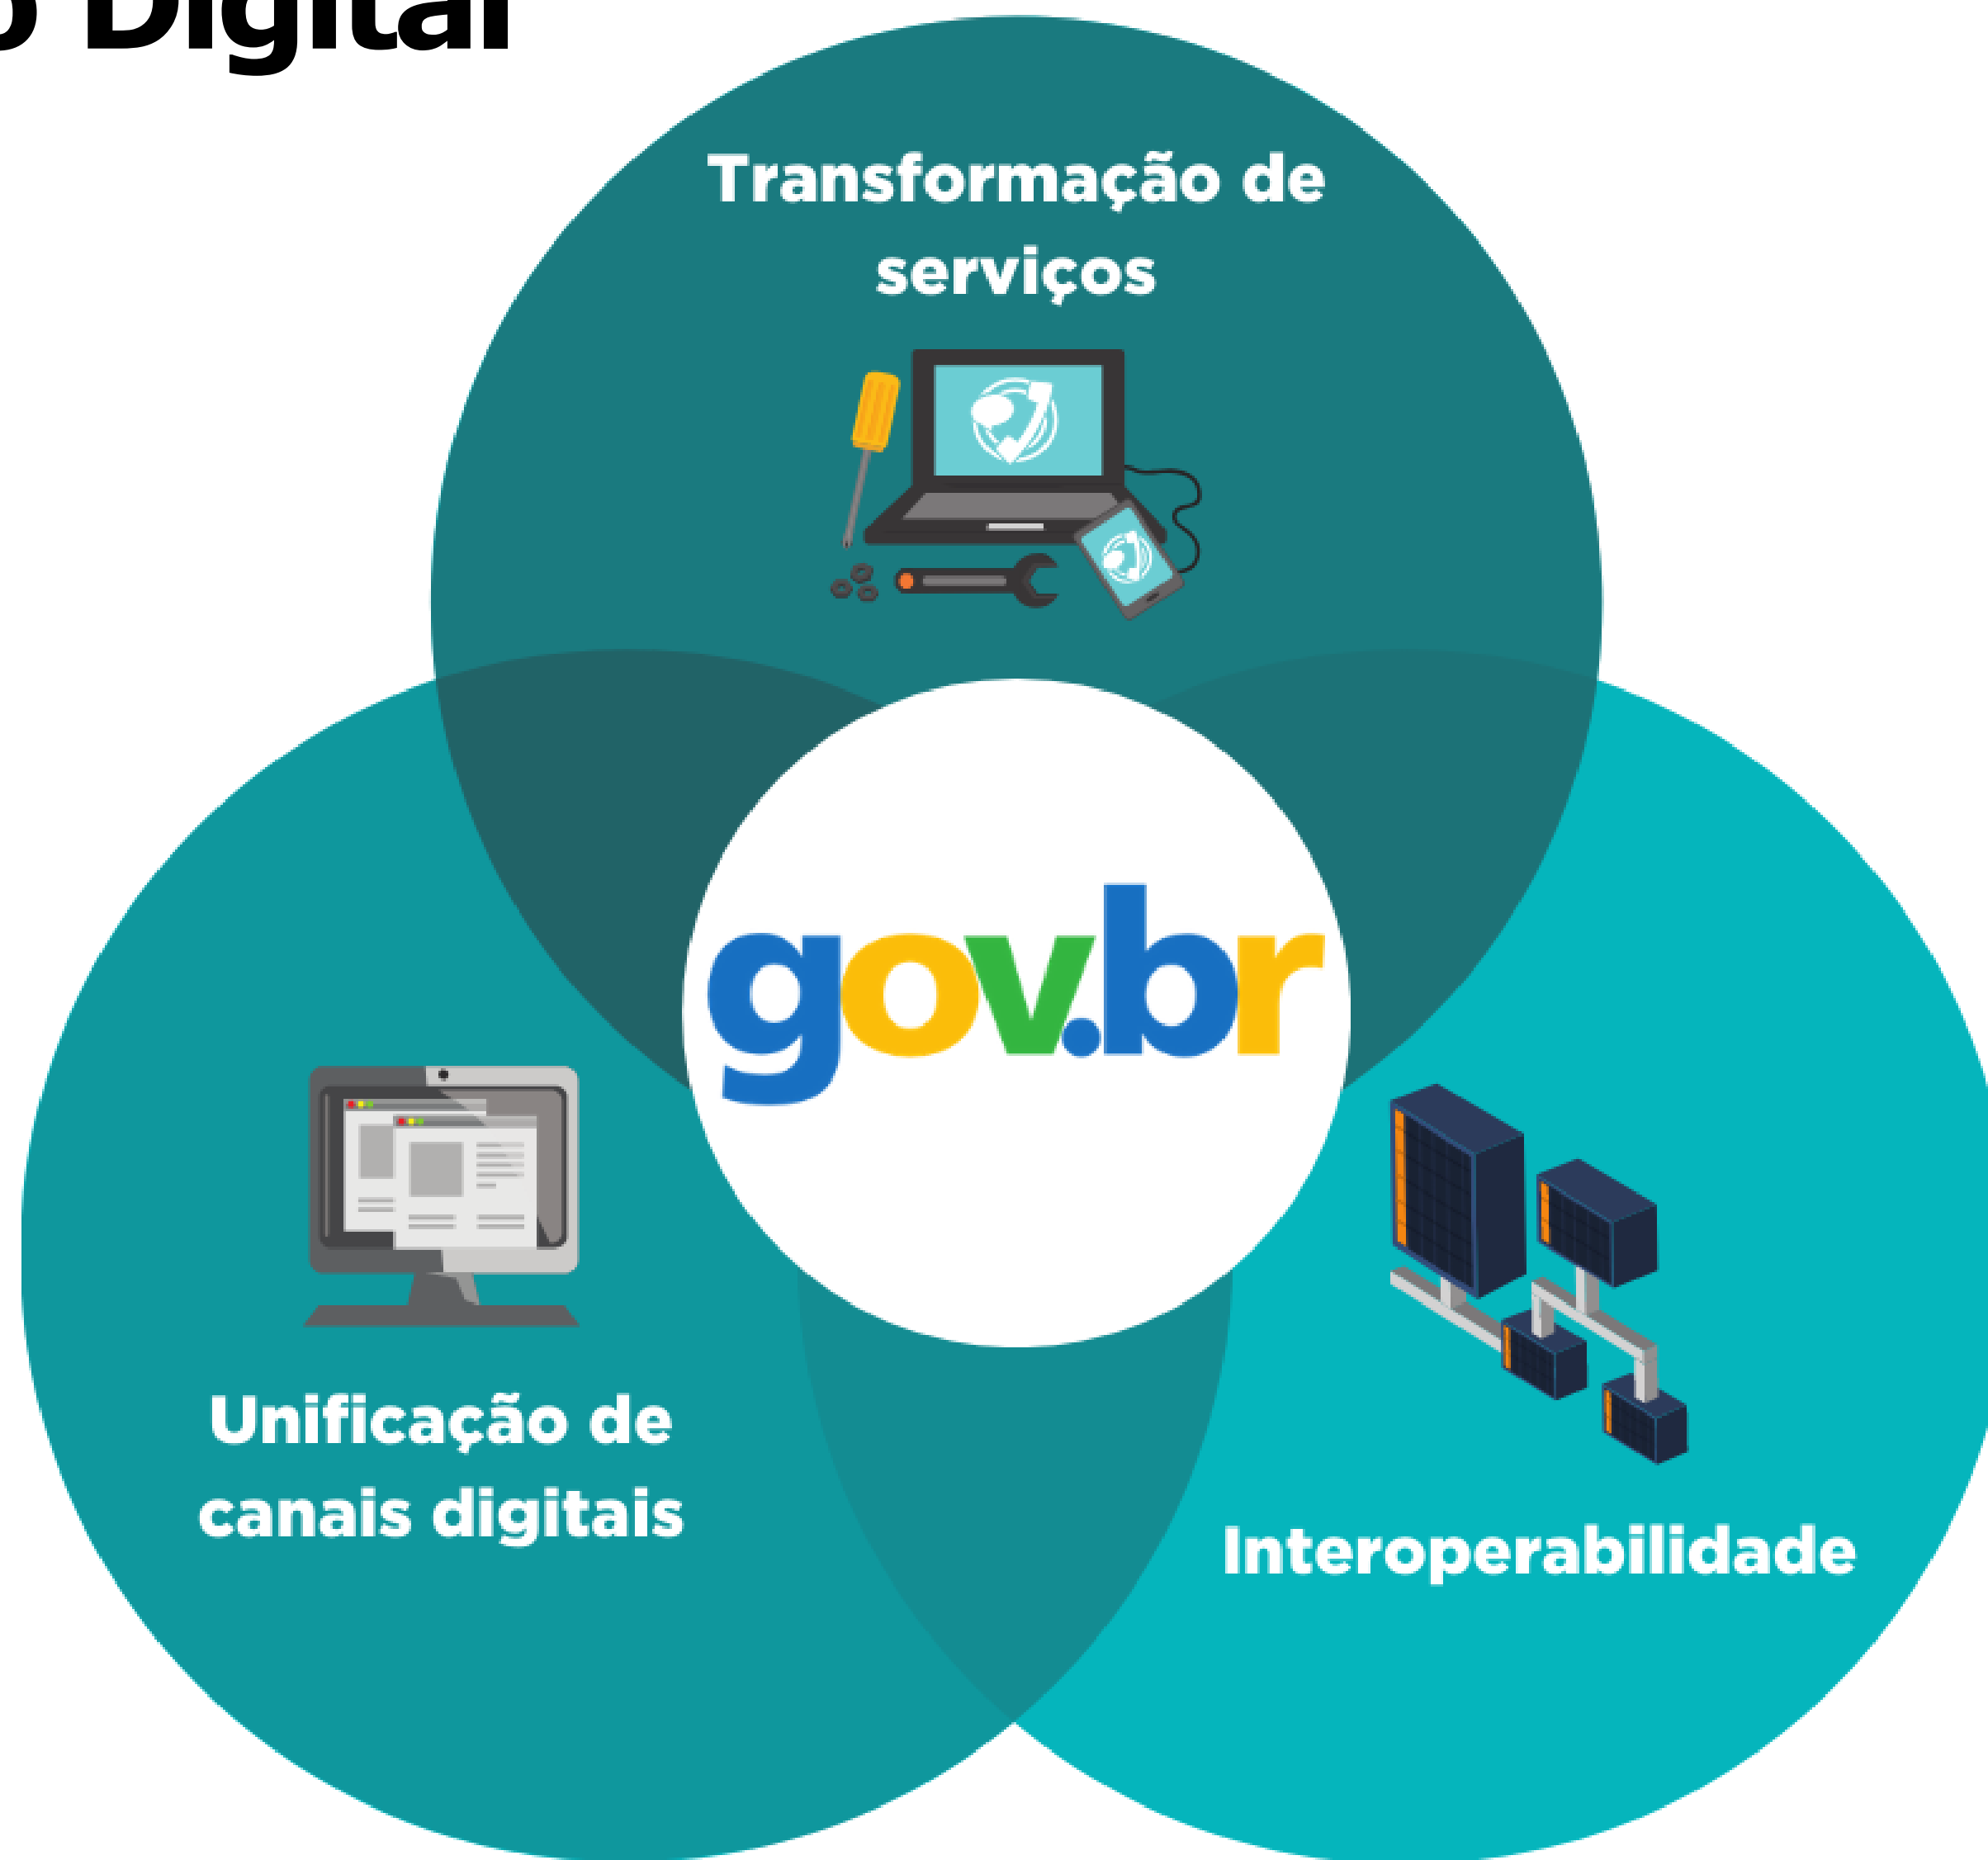 Digital
Transformação de
serviços
gov.br
Unificação de
canais digitais
Interoperabilidade